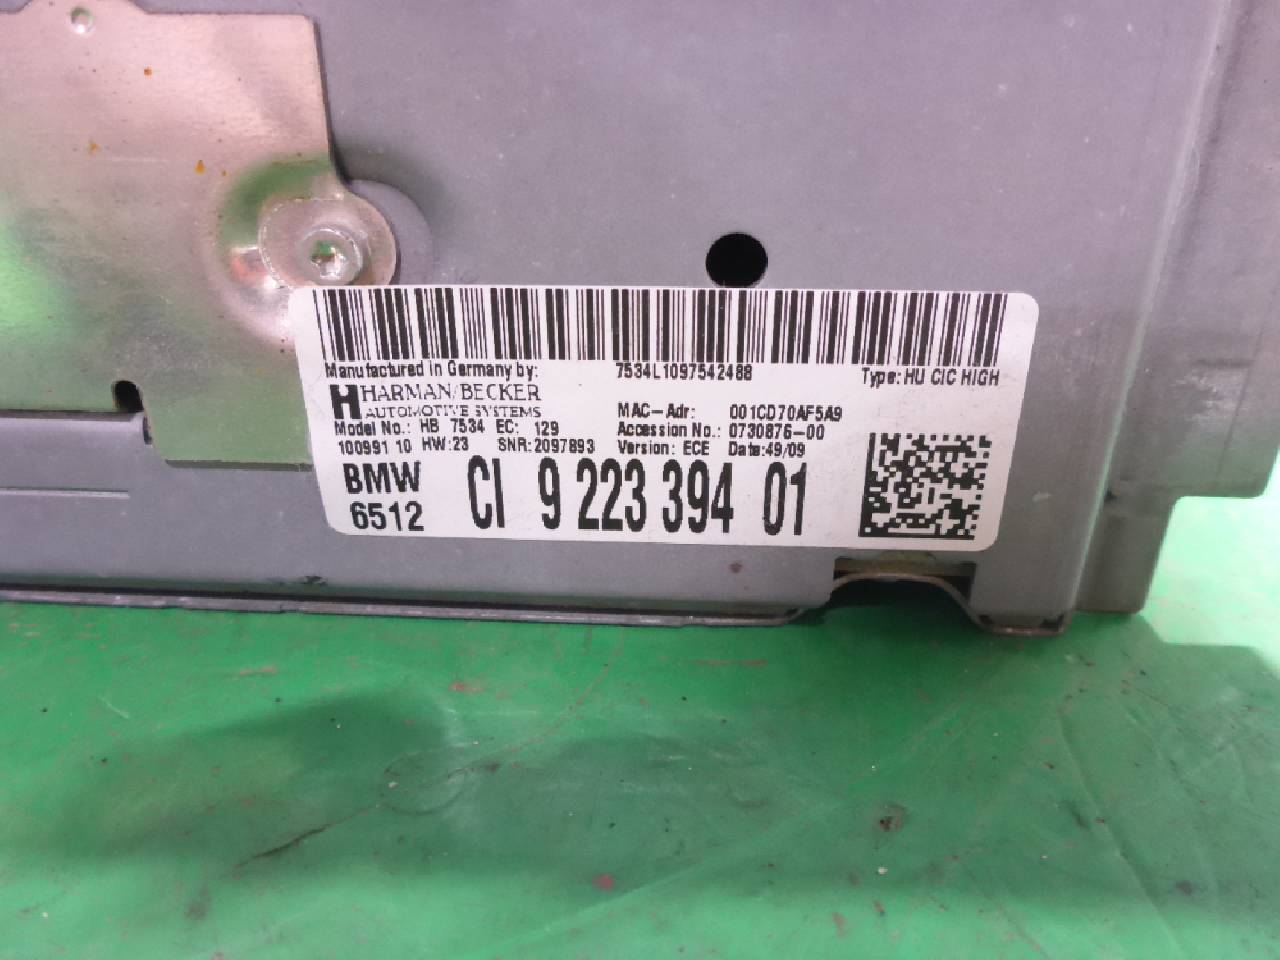 Manufactured in Germany by: 7534L1097542488 Type: HU CIC HIGH
H HARMAN/BECKER
AUTOMOTIVE SYSTEMS MAC-Adr: 001CD70AF5A9
Model No.: HB 7534 EC: 129 Accession No.: 0730876-00
100991 10 HW:23 SNR:2097893 Version: ECE Date:49/09
BMW CI 9 223 394 01
6512